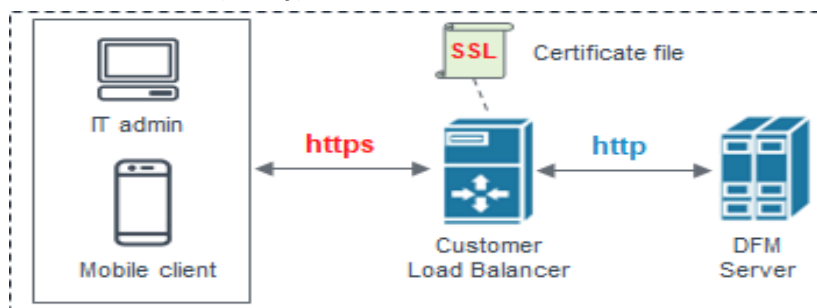 SSL
Certificate file
IT admin
https
http
Mobile client
Customer
Load Balancer
DFM
Server